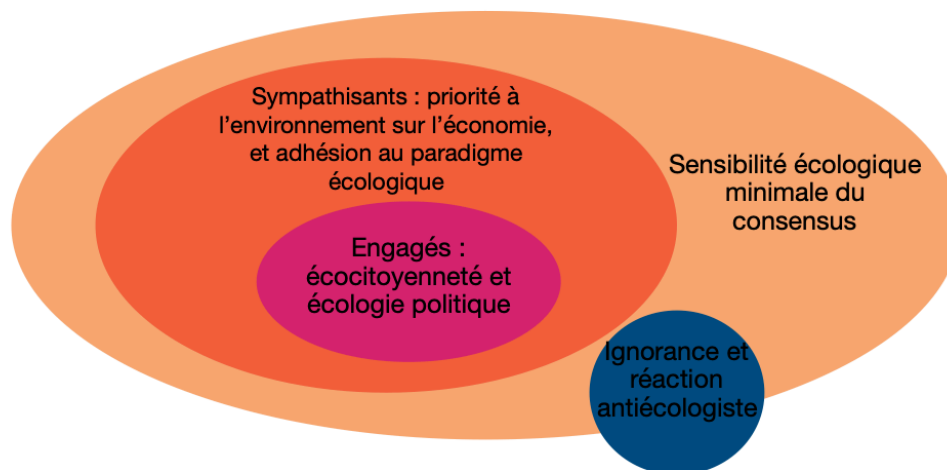 Sympathisants : priorité à
l’environnement sur l’économie,
et adhésion au paradigme
écologique
Sensibilité écologique
minimale du
consensus
Engagés :
écocitoyenneté et
écologie politique
Ignorance et
réaction
antiécologiste